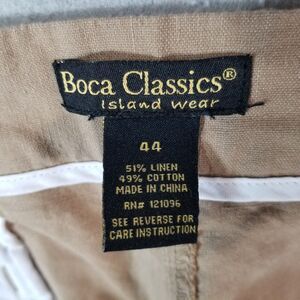 Boca Classics®
island wear
44
51% LINEN
49% COTTON
MADE IN CHINA
RN# 121096
SEE REVERSE FOR
CARE INSTRUCTION